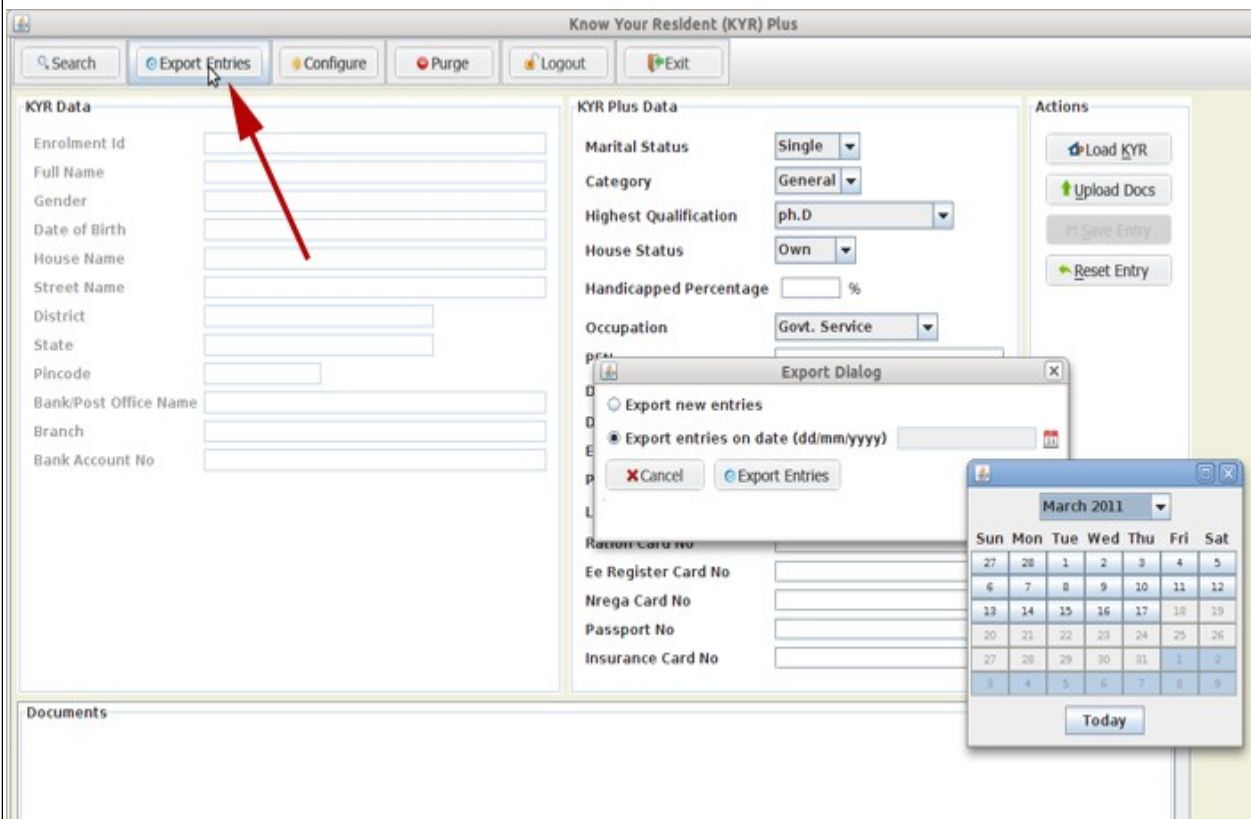 Know Your Resident (KYR) Plus
Search Export Entries Configure Purge Logout Exit
KYR Data
Enrolment Id
Full Name
Gender
Date of Birth
House Name
Street Name
District
State
Pincode
Bank/Post Office Name
Branch
Bank Account No
KYR Plus Data
Marital Status Single
Category General
Highest Qualification ph.D
House Status Own
Handicapped Percentage %
Occupation Govt. Service
Ration Card No
Ee Register Card No
Nrega Card No
Passport No
Insurance Card No
Actions
Load KYR
Upload Docs
Save Entry
Reset Entry
Export Dialog
Export new entries
Export entries on date (dd/mm/yyyy)
Cancel Export Entries
March 2011
Sun Mon Tue Wed Thu Fri Sat
27 28 1 2 3 4 5
6 7 8 9 10 11 12
13 14 15 16 17 18 19
20 21 22 23 24 25 26
27 28 29 30 31 1 2
3 4 5 6 7 8 9
Today
Documents